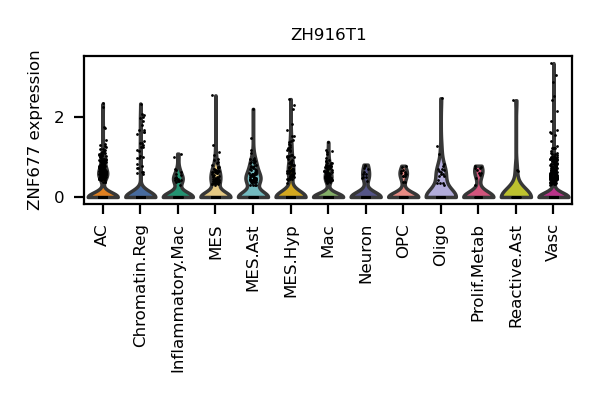 ZH916T1
ZNF677 expression
2
0
AC
Chromatin.Reg
Inflammatory.Mac
MES
MES.Ast
MES.Hyp
Mac
Neuron
OPC
Oligo
Prolif.Metab
Reactive.Ast
Vasc